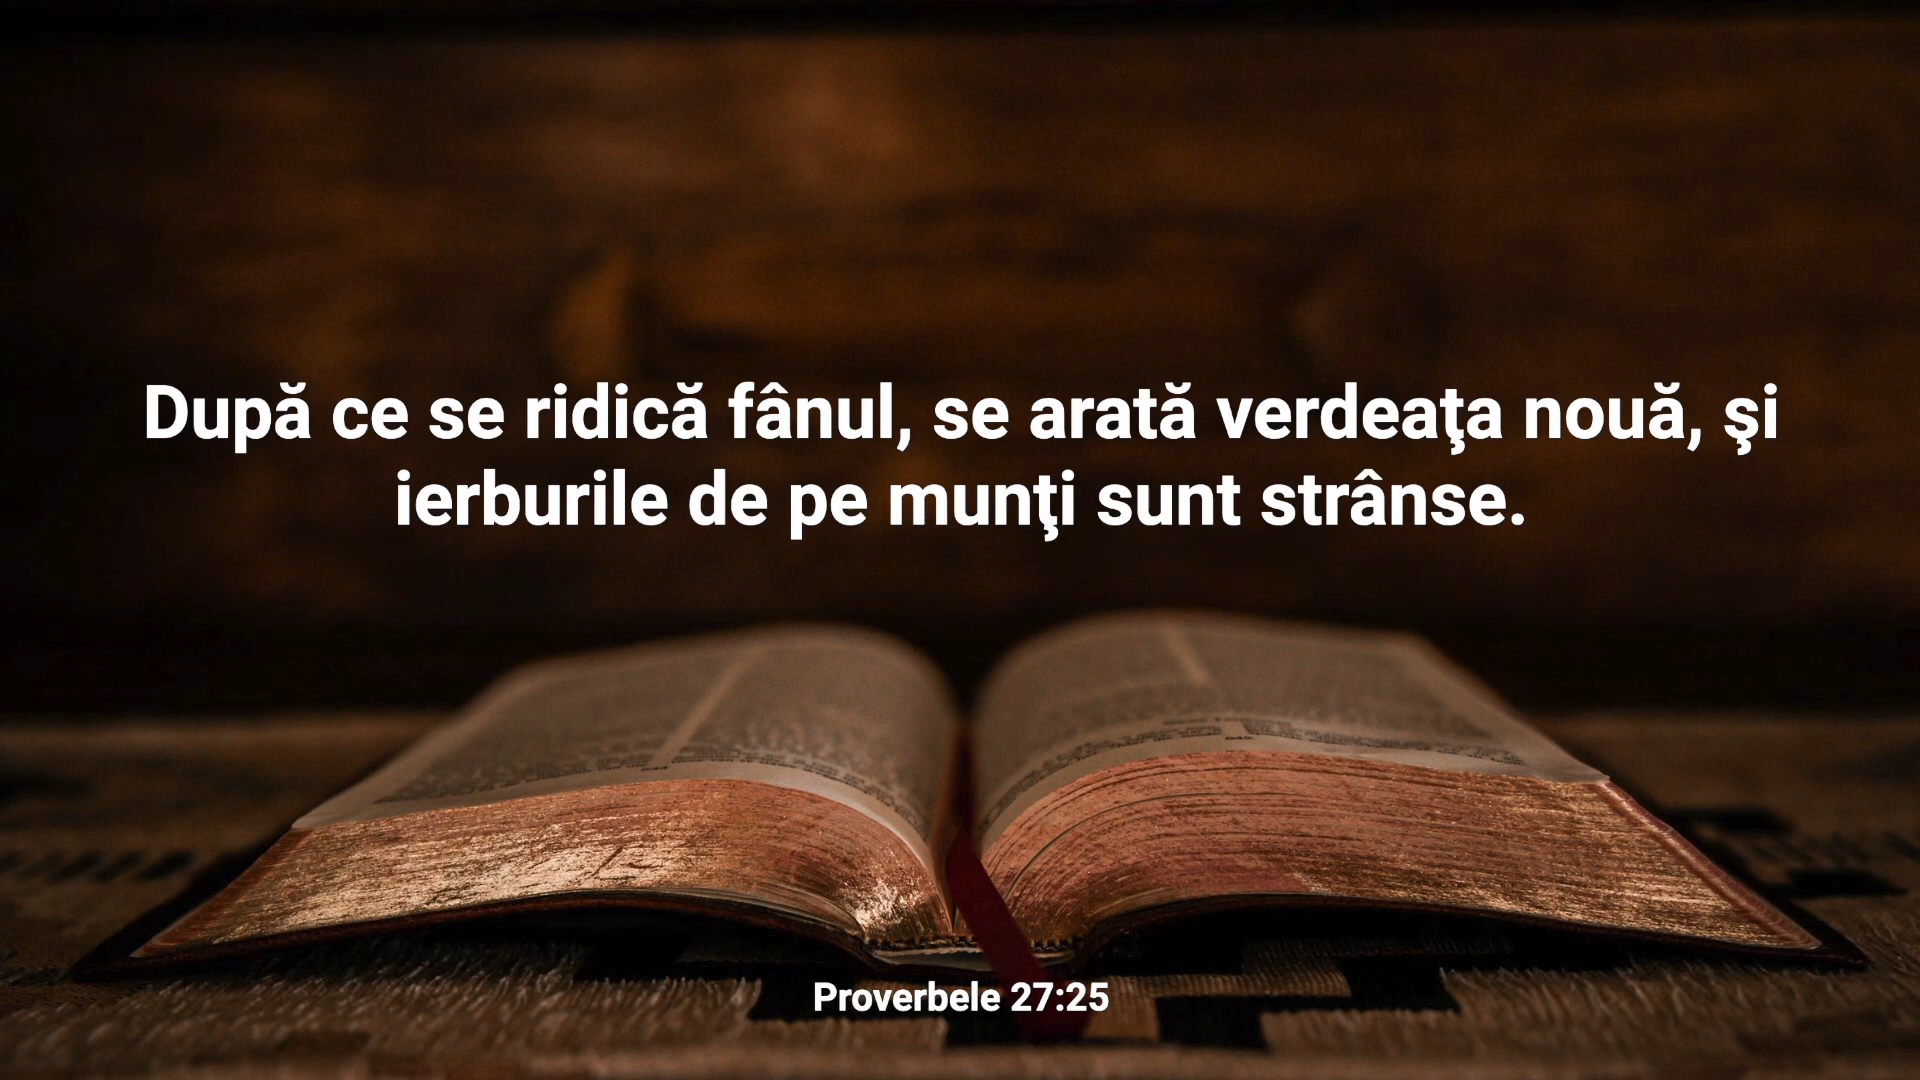 După ce se ridică fânul, se arată verdeaţa nouă, şi
ierburile de pe munţi sunt strânse.
Proverbele 27:25